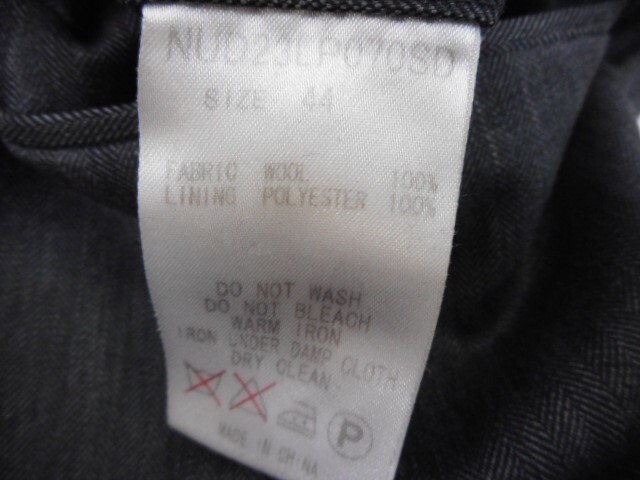 NUD23LP070SD
SIZE 44
FABRIC WOOL 100%
LINING POLYESTER 100%
DO NOT WASH
DO NOT BLEACH
WARM IRON
IRON UNDER DAMP CLOTH
DRY CLEAN
P
MADE IN CHINA